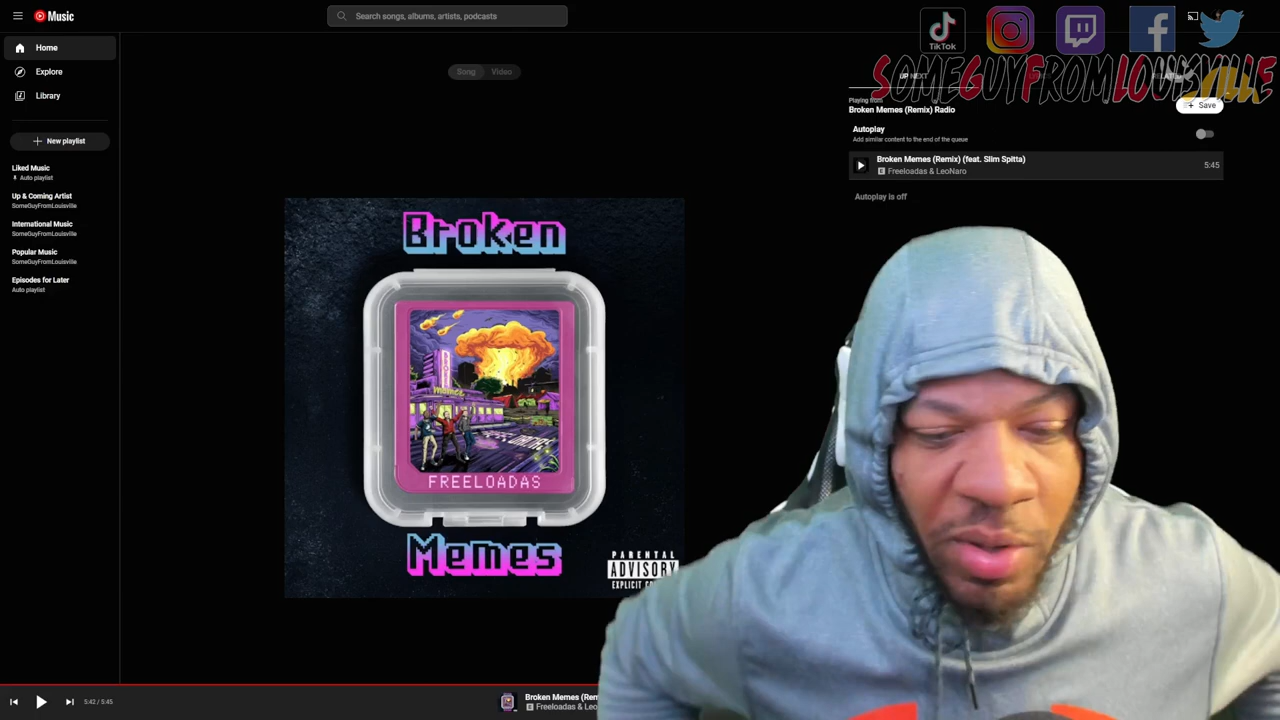 Music
Search songs, albums, artists, podcasts
TikTok
SOMEGUYFROMLOUISVILLE
Home
Explore
Library
New playlist
Liked Music
Auto playlist
Up & Coming Artist
SomeGuyFromLouisville
International Music
SomeGuyFromLouisville
Popular Music
SomeGuyFromLouisville
Episodes for Later
Auto playlist
Song Video
Broken
FREELOADAS
Memes
PARENTAL
ADVISORY
EXPLICIT
UP NEXT
Playing from
Broken Memes (Remix) Radio
Save
Autoplay
Add similar content to the end of the queue
Broken Memes (Remix) (feat. Slim Spitta)
E Freeloadas & LeoNaro
5:45
Autoplay is off
5:42 / 5:45
Broken Memes (Rem
E Freeloadas & Leo